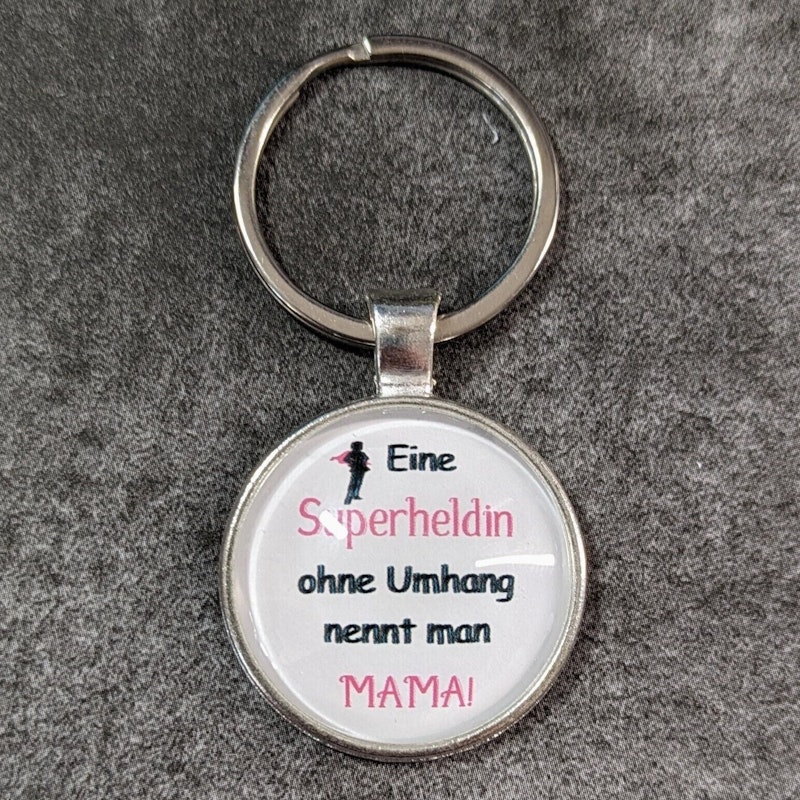 Eine
Superheldin
ohne Umhang
nennt man
MAMA!